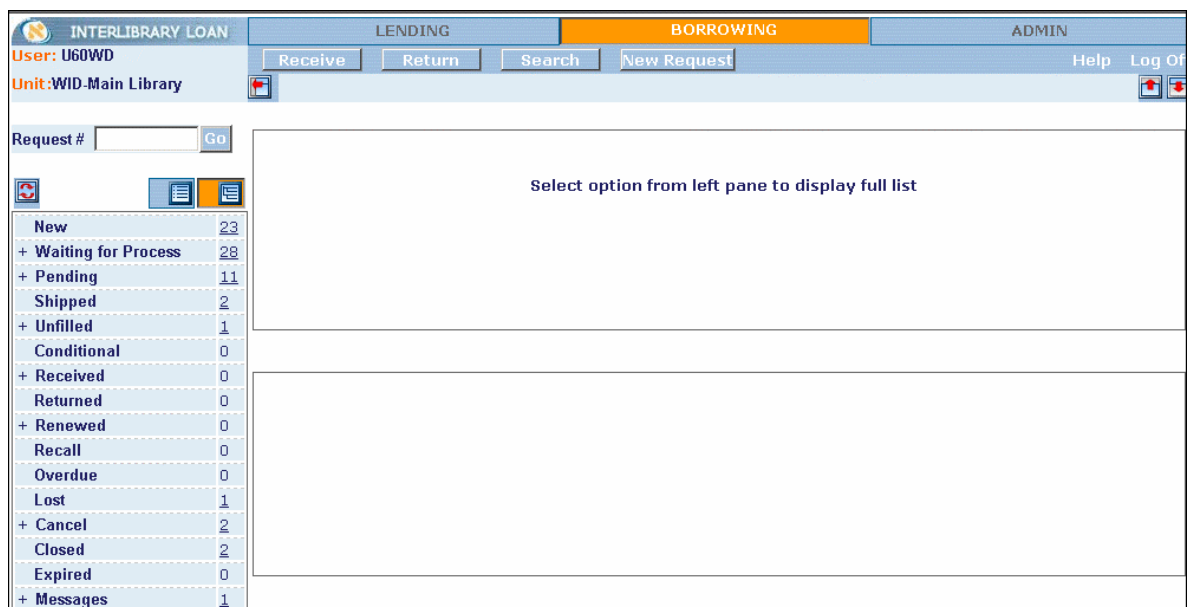 INTERLIBRARY LOAN LENDING BORROWING ADMIN
User: U60WD Receive Return Search New Request Help Log Of
Unit:WID-Main Library
Request # Go
Select option from left pane to display full list
New 23
+ Waiting for Process 28
+ Pending 11
Shipped 2
+ Unfilled 1
Conditional 0
+ Received 0
Returned 0
+ Renewed 0
Recall 0
Overdue 0
Lost 1
+ Cancel 2
Closed 2
Expired 0
+ Messages 1